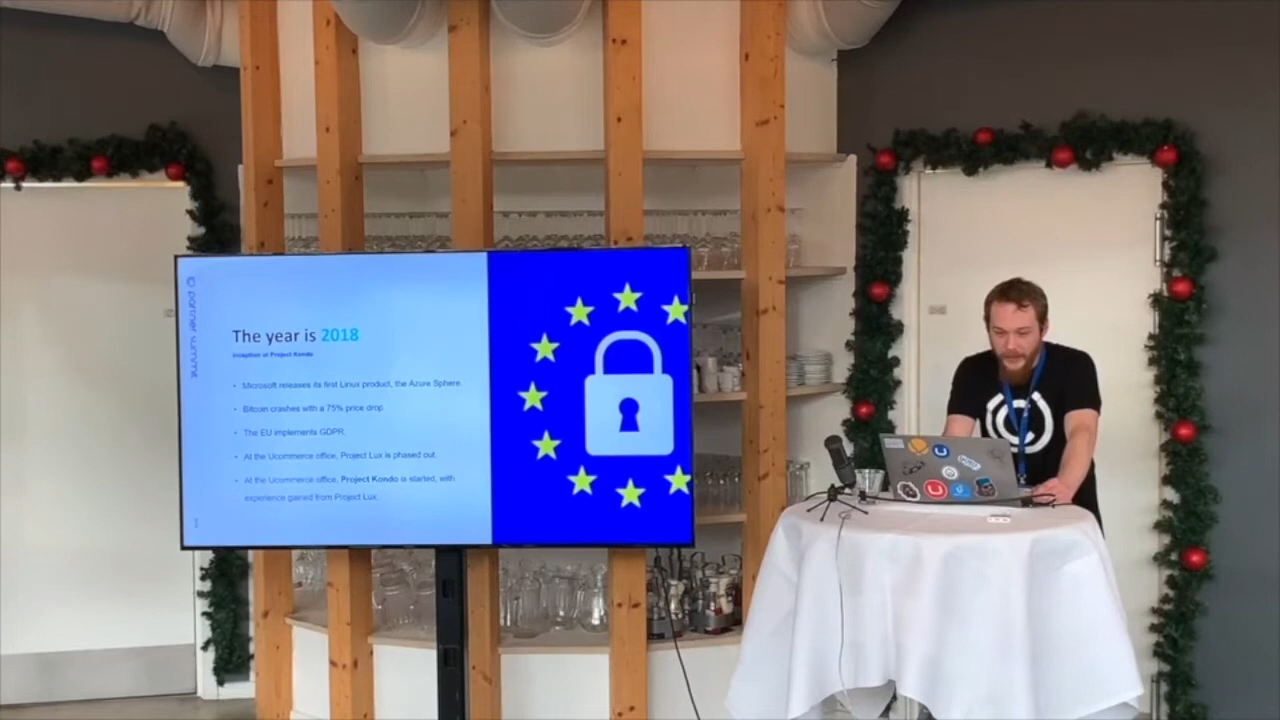 partner summit
The year is 2018
Inception of Project Kondo
• Microsoft releases its first Linux product, the Azure Sphere.
• Bitcoin crashes with a 75% price drop
• The EU implements GDPR.
• At the Ucommerce office, Project Lux is phased out.
• At the Ucommerce office, Project Kondo is started, with
experience gained from Project Lux.